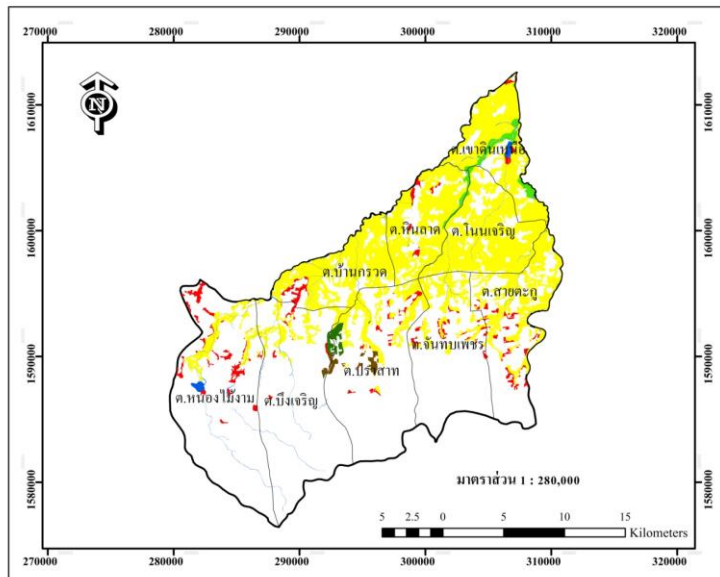 270000 280000 290000 300000 310000 320000
N
1610000 1610000
ต.เขาดินเหนือ
1600000 1600000
ต.หินลาด ต.โนนเจริญ
ต.บ้านกรวด
ต.สายตะกู
ต.จันทบเพชร
1590000 1590000
ต.ปราสาท
ต.หนองไม้งาม ต.บึงเจริญ
มาตราส่วน 1 : 280,000
1580000 1580000
5 2.5 0 5 10 15
Kilometers
270000 280000 290000 300000 310000 320000